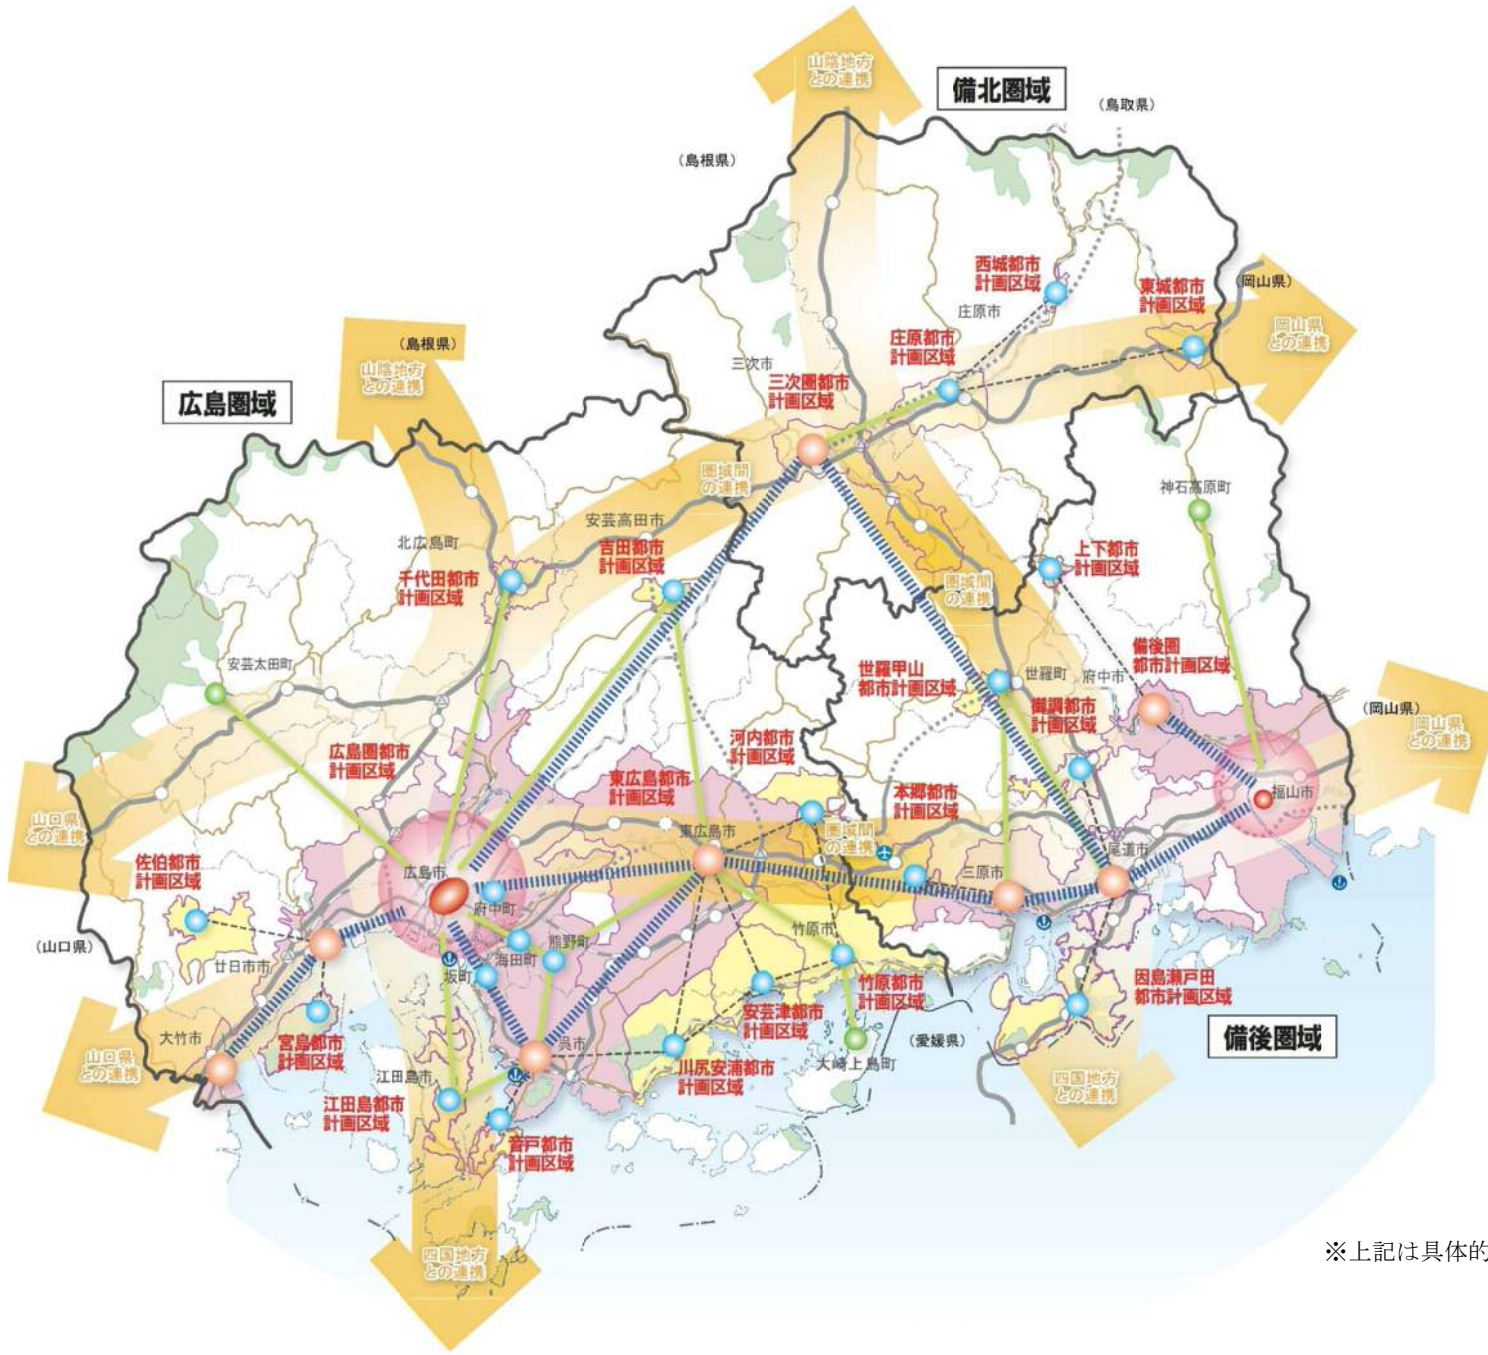 山陰地方
との連携
備北圏域
(鳥取県)
(島根県)
西城都市
計画区域
東城都市
計画区域
(岡山県)
庄原市
岡山県
との連携
庄原都市
計画区域
(島根県)
山陰地方
との連携
三次市
三次圏都市
計画区域
広島圏域
圏域間
の連携
神石高原町
安芸高田市
北広島町
吉田都市
計画区域
千代田都市
計画区域
上下都市
計画区域
圏域間
の連携
備後圏
都市計画区域
安芸太田町
世羅甲山
都市計画区域
世羅町
府中市
御調都市
計画区域
(岡山県)
岡山県
との連携
広島圏都市
計画区域
河内都市
計画区域
東広島都市
計画区域
本郷都市
計画区域
福山市
山口県
との連携
東広島市
圏域間
の連携
尾道市
佐伯都市
計画区域
広島市
三原市
府中町
(山口県)
廿日市市
海田町
熊野町
竹原市
坂町
竹原都市
計画区域
因島瀬戸田
都市計画区域
安芸津都市
計画区域
大竹市
宮島都市
計画区域
呉市
(愛媛県)
備後圏域
山口県
との連携
川尻安浦都市
計画区域
大崎上島町
江田島市
四国地方
との連携
江田島都市
計画区域
音戸都市
計画区域
四国地方
との連携
※上記は具体的